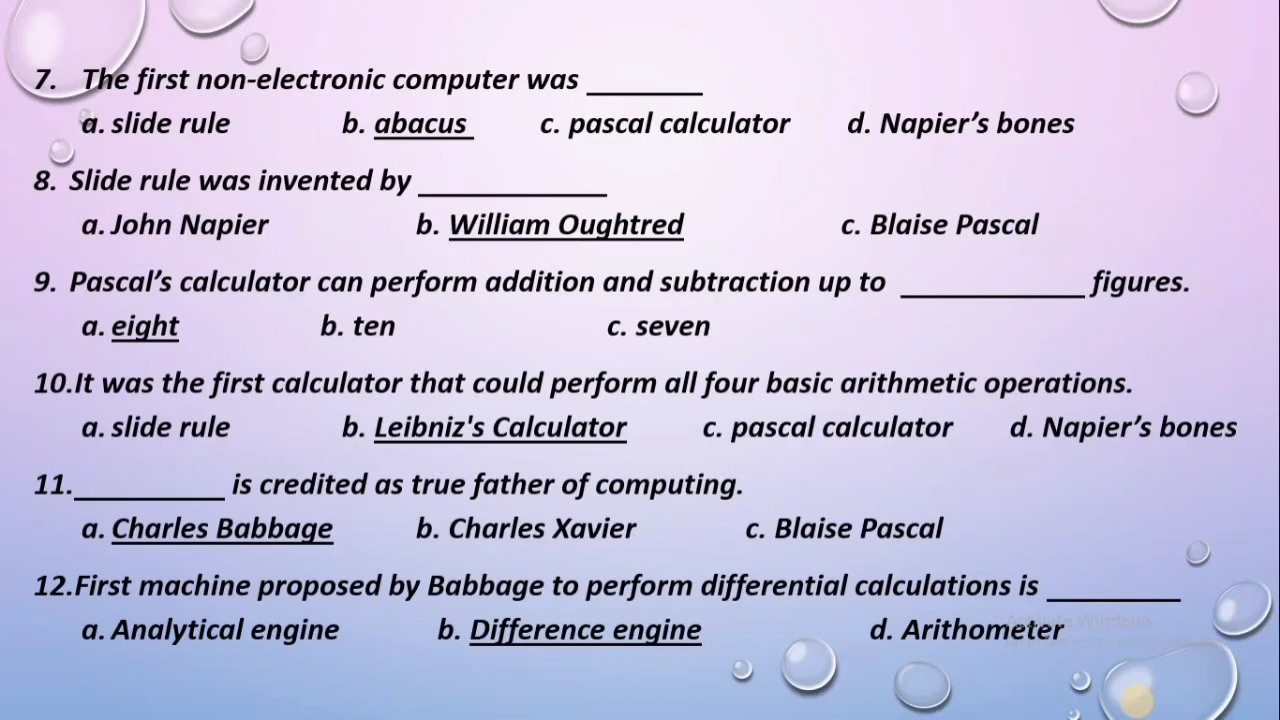 7. The first non-electronic computer was ________
a. slide rule b. abacus c. pascal calculator d. Napier’s bones
8. Slide rule was invented by _____________
a. John Napier b. William Oughtred c. Blaise Pascal
9. Pascal’s calculator can perform addition and subtraction up to _____________ figures.
a. eight b. ten c. seven
10.It was the first calculator that could perform all four basic arithmetic operations.
a. slide rule b. Leibniz's Calculator c. pascal calculator d. Napier’s bones
11.__________ is credited as true father of computing.
a. Charles Babbage b. Charles Xavier c. Blaise Pascal
12.First machine proposed by Babbage to perform differential calculations is _________
a. Analytical engine b. Difference engine d. Arithometer
Activate Windows